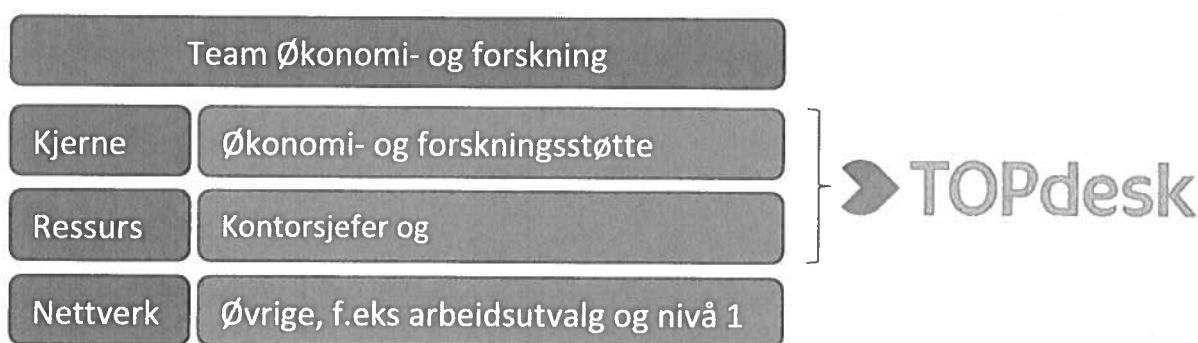 Team Økonomi- og forskning
Kjerne
Økonomi- og forskningsstøtte
Ressurs
Kontorsjefer og
Nettverk
Øvrige, f.eks arbeidsutvalg og nivå 1
TOPdesk